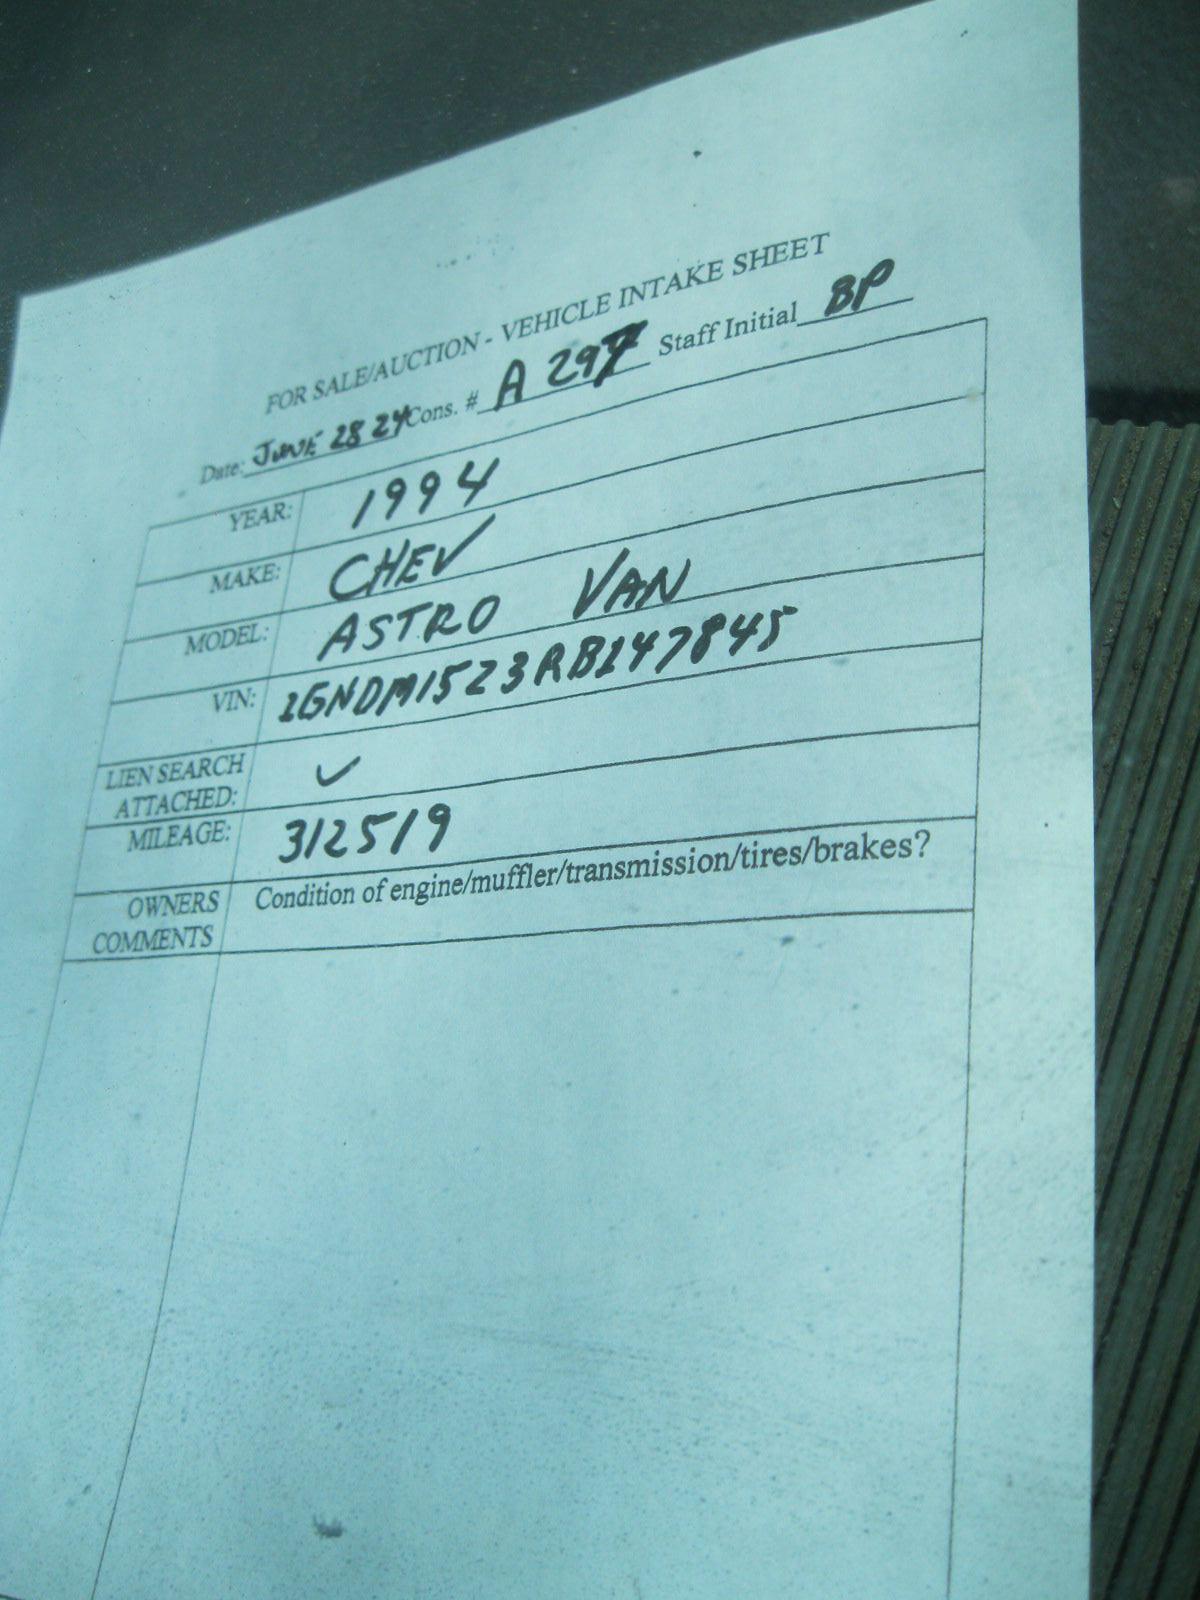 FOR SALE/AUCTION - VEHICLE INTAKE SHEET
Date: JUNE 28 24 Cons. # A 297 Staff Initial BP
YEAR: 1994
MAKE: CHEV
MODEL: ASTRO VAN
VIN: 1GNDM15Z3RB147845
LIEN SEARCH
ATTACHED: ✓
MILEAGE: 312519
OWNERS
COMMENTS
Condition of engine/muffler/transmission/tires/brakes?